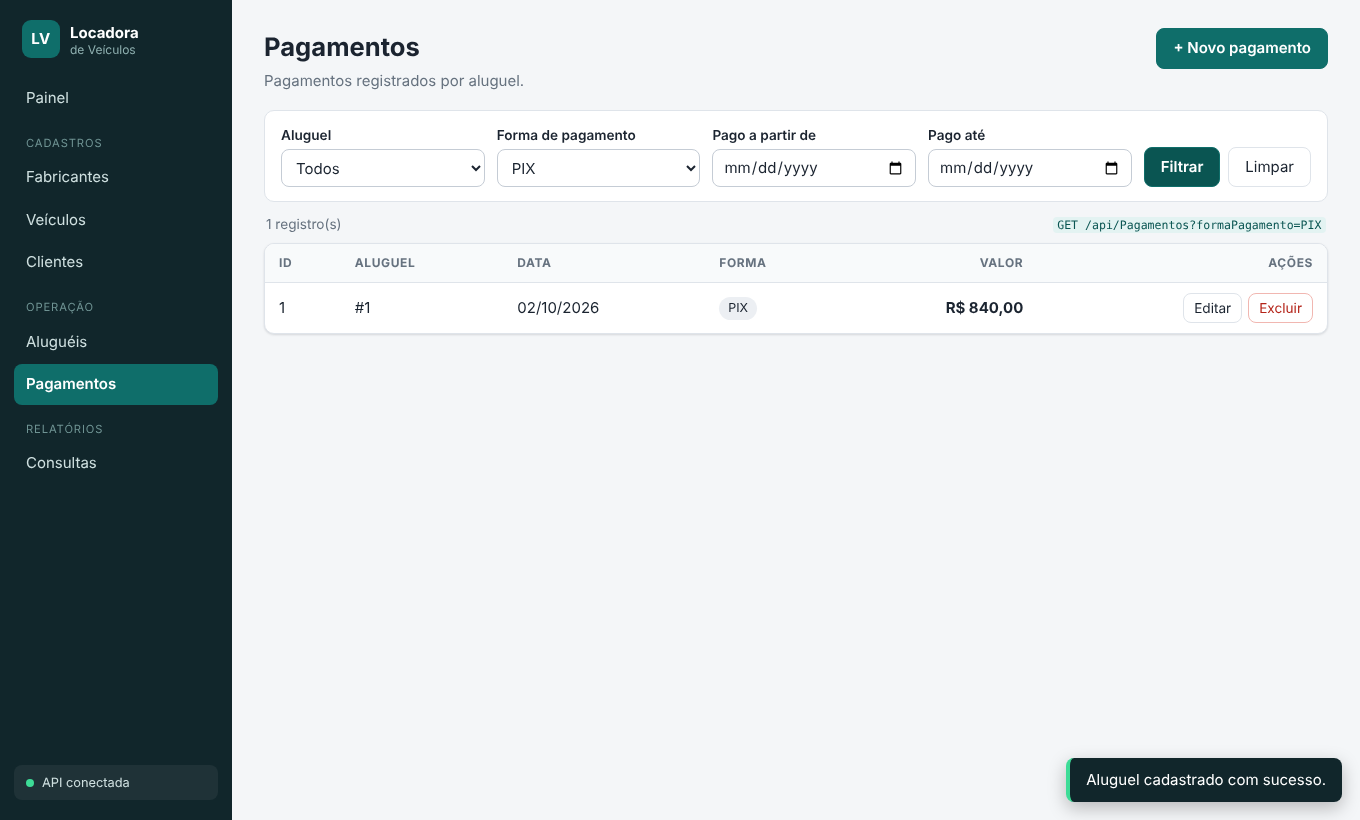 LV
Locadora
de Veículos
Painel
CADASTROS
Fabricantes
Veículos
Clientes
OPERAÇÃO
Aluguéis
Pagamentos
RELATÓRIOS
Consultas
API conectada
Pagamentos
+ Novo pagamento
Pagamentos registrados por aluguel.
Aluguel Forma de pagamento Pago a partir de Pago até
Todos PIX mm/dd/yyyy mm/dd/yyyy Filtrar Limpar
1 registro(s) GET /api/Pagamentos?formaPagamento=PIX
ID ALUGUEL DATA FORMA VALOR AÇÕES
1 #1 02/10/2026 PIX R$ 840,00 Editar Excluir
Aluguel cadastrado com sucesso.